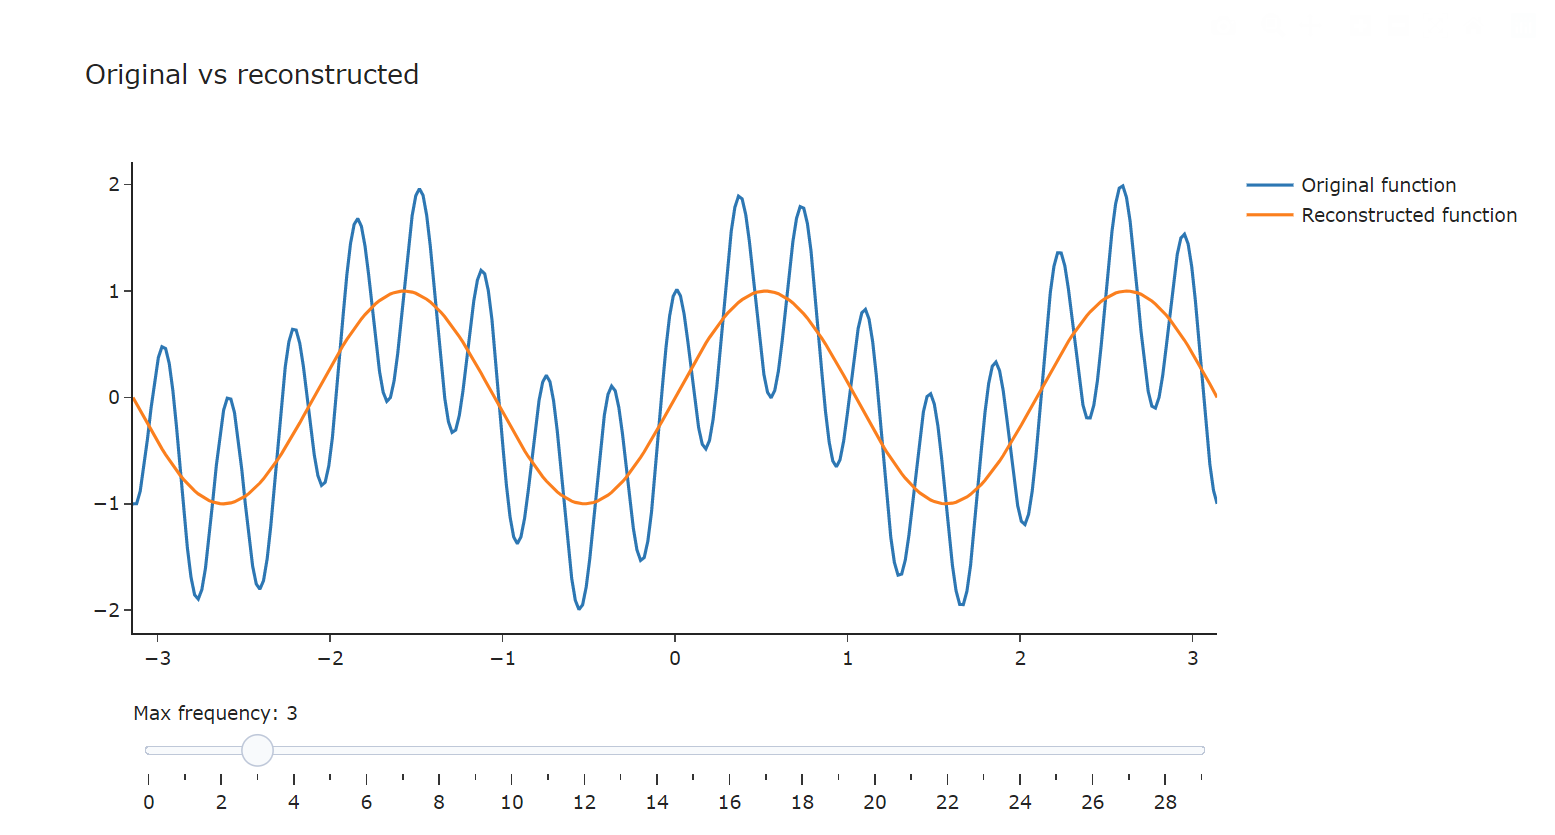 Original vs reconstructed
Original function
Reconstructed function
2
1
0
−1
−2
−3 −2 −1 0 1 2 3
Max frequency: 3
0 2 4 6 8 10 12 14 16 18 20 22 24 26 28